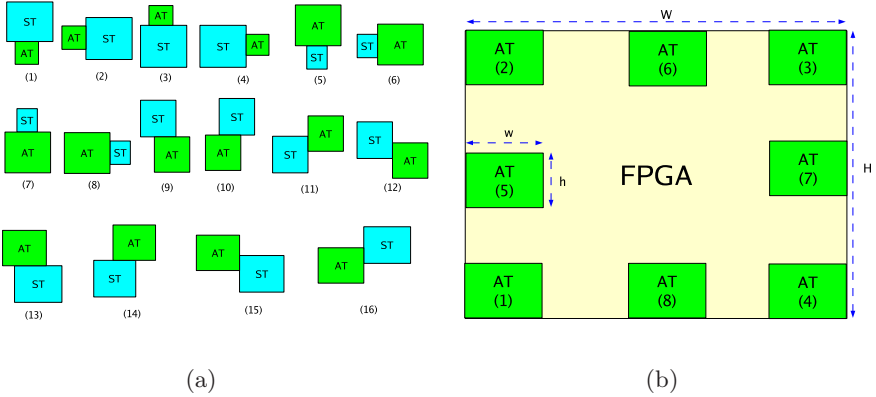 ST
AT
(1)
AT
ST
(2)
AT
ST
(3)
ST
AT
(4)
AT
ST
(5)
ST
AT
(6)
ST
AT
(7)
AT
ST
(8)
ST
AT
(9)
ST
AT
(10)
AT
ST
(11)
ST
AT
(12)
AT
ST
(13)
AT
ST
(14)
AT
ST
(15)
ST
AT
(16)
(a)
W
AT
(2)
AT
(6)
AT
(3)
w
AT
(5)
h
FPGA
AT
(7)
H
AT
(1)
AT
(8)
AT
(4)
(b)